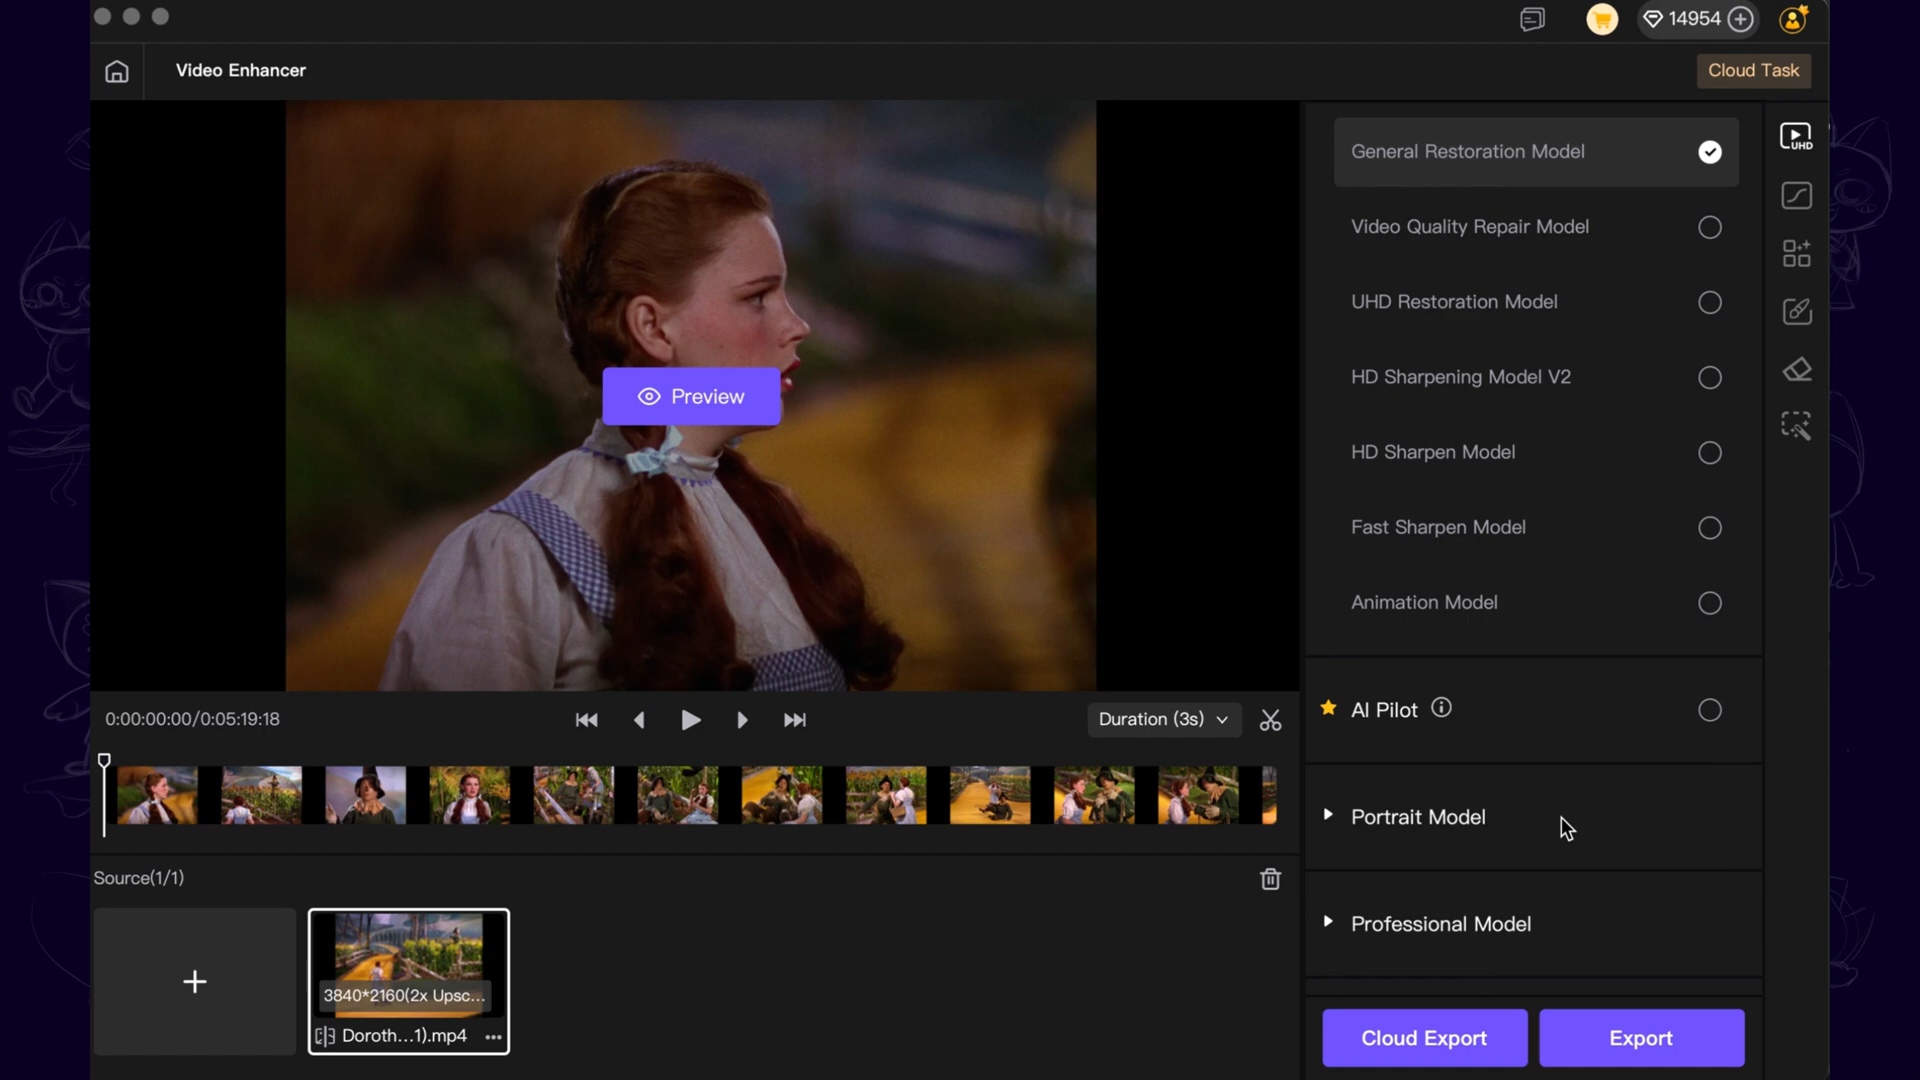 14954
Video Enhancer
Cloud Task
General Restoration Model
UHD
Video Quality Repair Model
UHD Restoration Model
HD Sharpening Model V2
Preview
HD Sharpen Model
Fast Sharpen Model
Animation Model
AI Pilot
0:00:00:00/0:05:19:18
Duration (3s)
Portrait Model
Source(1/1)
Professional Model
3840*2160(2x Upsc...
Doroth...1).mp4
Cloud Export
Export